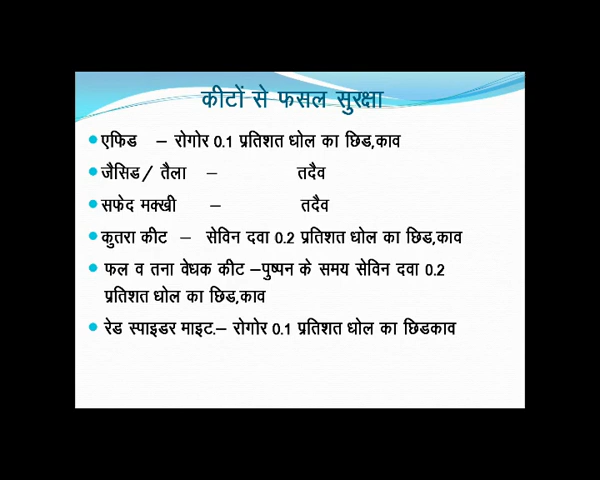 कीटों से फसल सुरक्षा
एफिड – रोगोर 0.1 प्रतिशत धोल का छिड,काव
जैसिड/ तैला – तदैव
सफेद मक्खी – तदैव
कुतरा कीट – सेविन दवा 0.2 प्रतिशत धोल का छिड,काव
फल व तना वेधक कीट –पुष्पन के समय सेविन दवा 0.2
प्रतिशत धोल का छिड,काव
रेड स्पाइडर माइट.– रोगोर 0.1 प्रतिशत धोल का छिडकाव